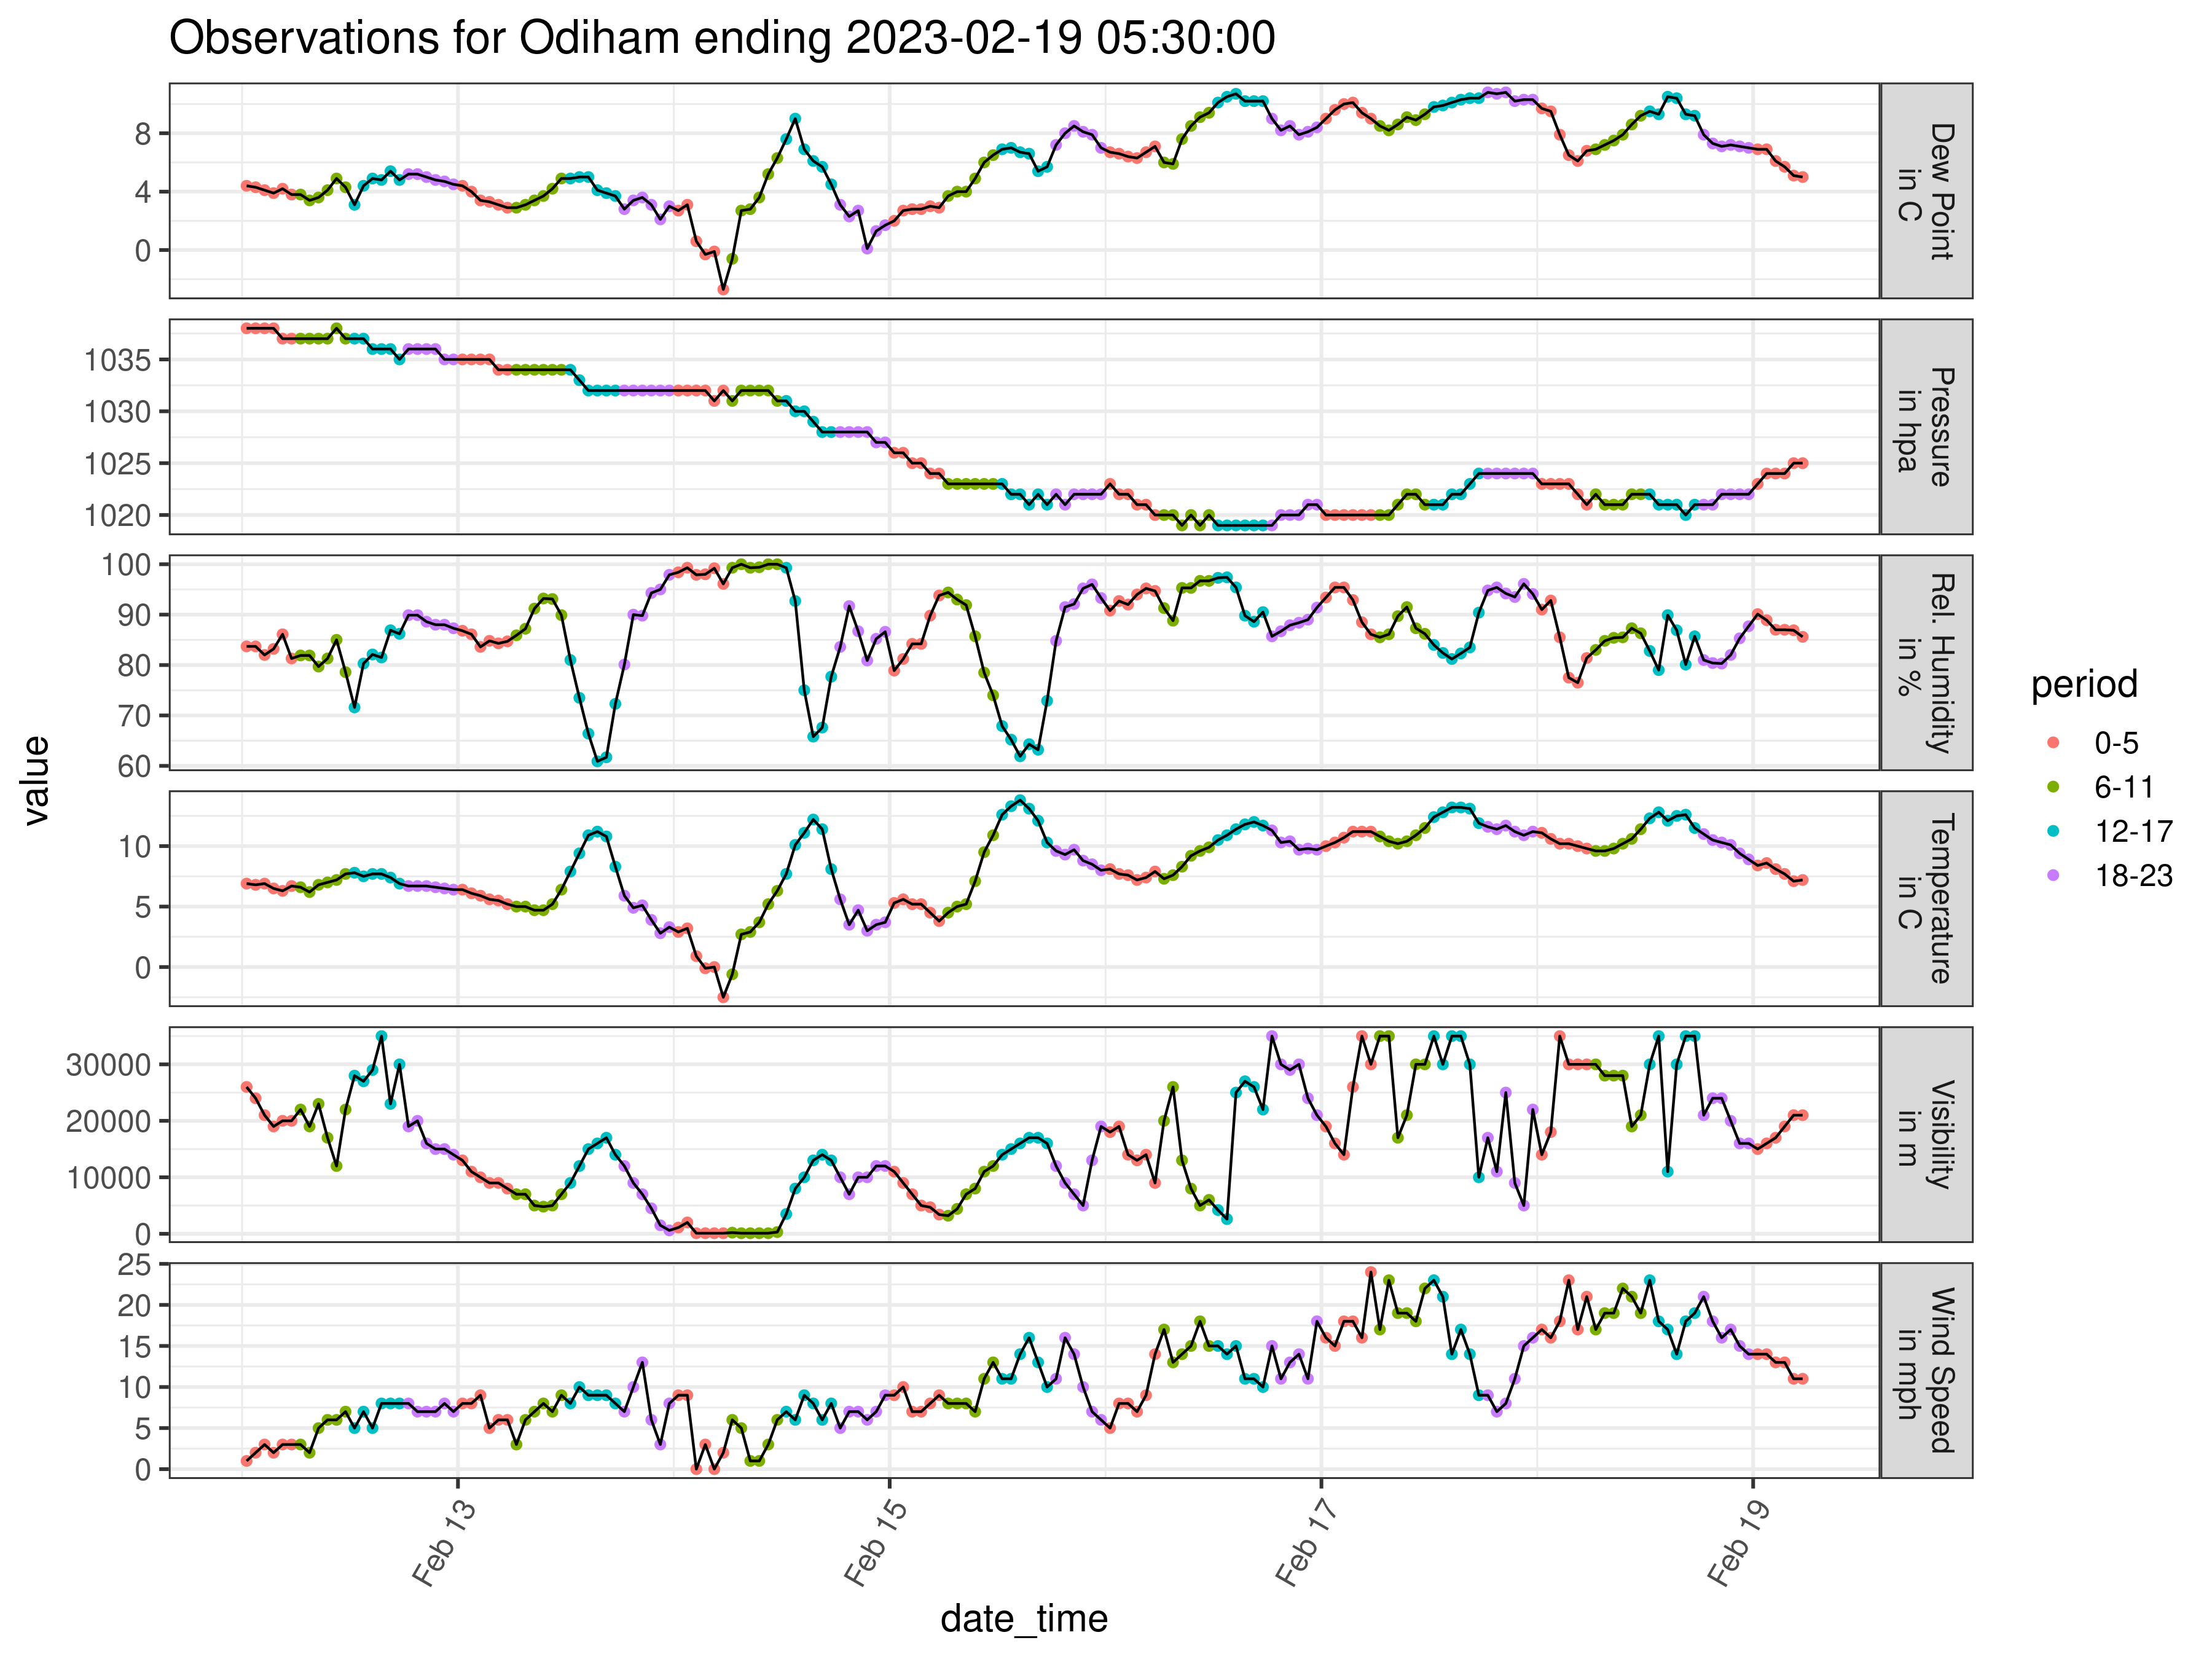 Observations for Odiham ending 2023-02-19 05:30:00
value
8
4
0
Dew Point
in C
1035
1030
1025
1020
Pressure
in hpa
100
90
80
70
60
Rel. Humidity
in %
10
5
0
Temperature
in C
30000
20000
10000
0
Visibility
in m
25
20
15
10
5
0
Wind Speed
in mph
Feb 13
Feb 15
Feb 17
Feb 19
date_time
period
0-5
6-11
12-17
18-23